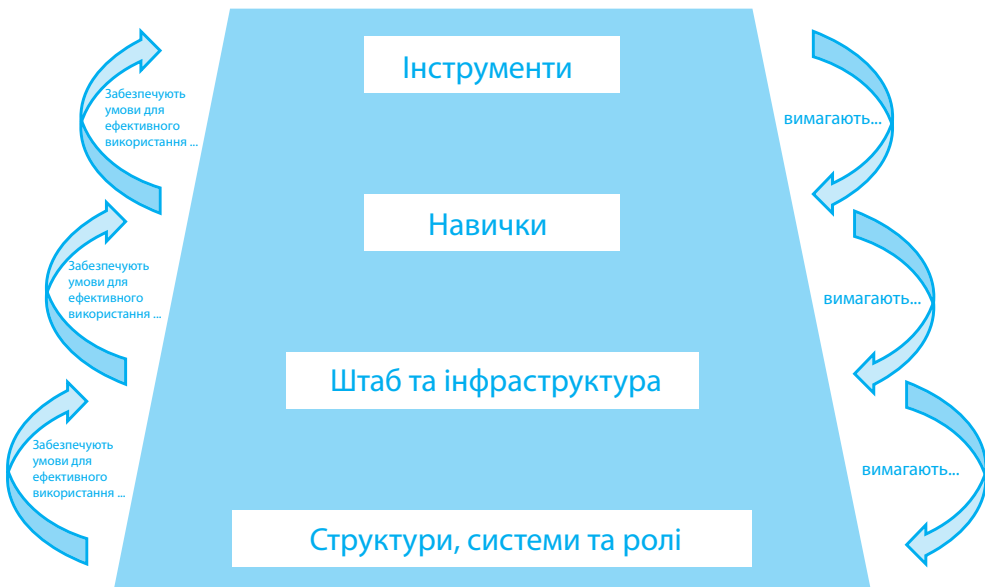 Інструменти
Забезпечують
умови для
ефективного
використання ...
вимагають...
Навички
Забезпечують
умови для
ефективного
використання ...
вимагають...
Штаб та інфраструктура
Забезпечують
умови для
ефективного
використання ...
вимагають...
Структури, системи та ролі